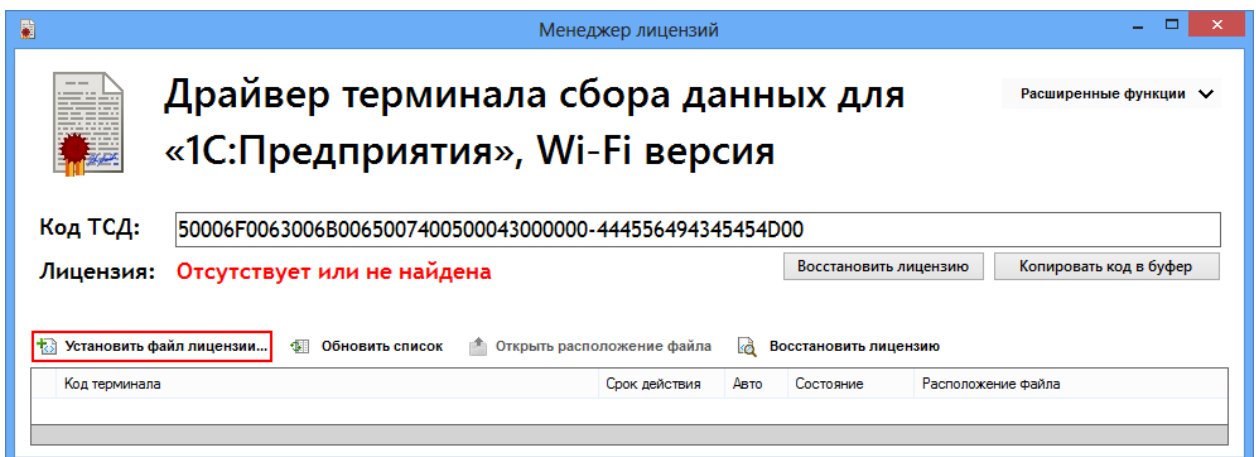 Менеджер лицензий
Драйвер терминала сбора данных для
«1С:Предприятия», Wi-Fi версия
Расширенные функции
Код ТСД: 50006F0063006B0065007400500043000000-444556494345454D00
Лицензия: Отсутствует или не найдена
Восстановить лицензию Копировать код в буфер
Установить файл лицензии... Обновить список Открыть расположение файла Восстановить лицензию
Код терминала Срок действия Авто Состояние Расположение файла